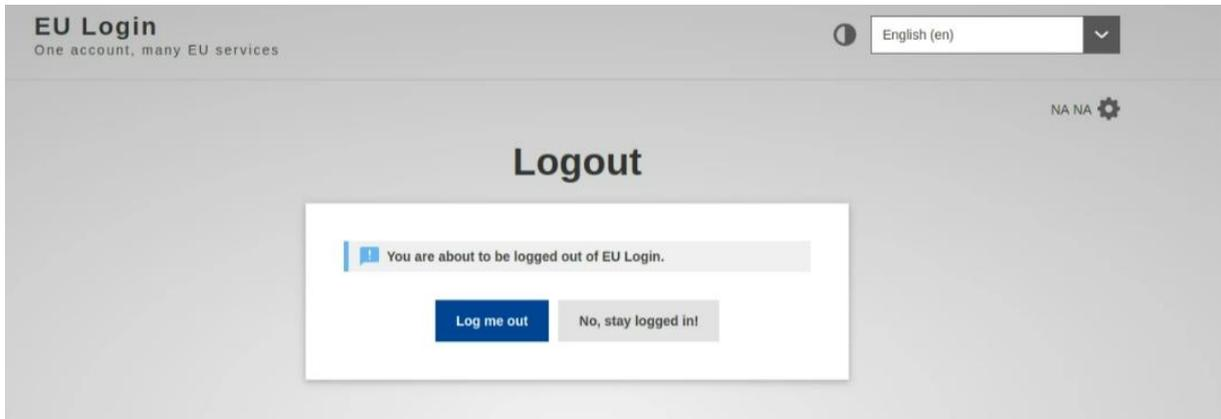 EU Login
One account, many EU services
English (en)
NA NA
Logout
You are about to be logged out of EU Login.
Log me out
No, stay logged in!